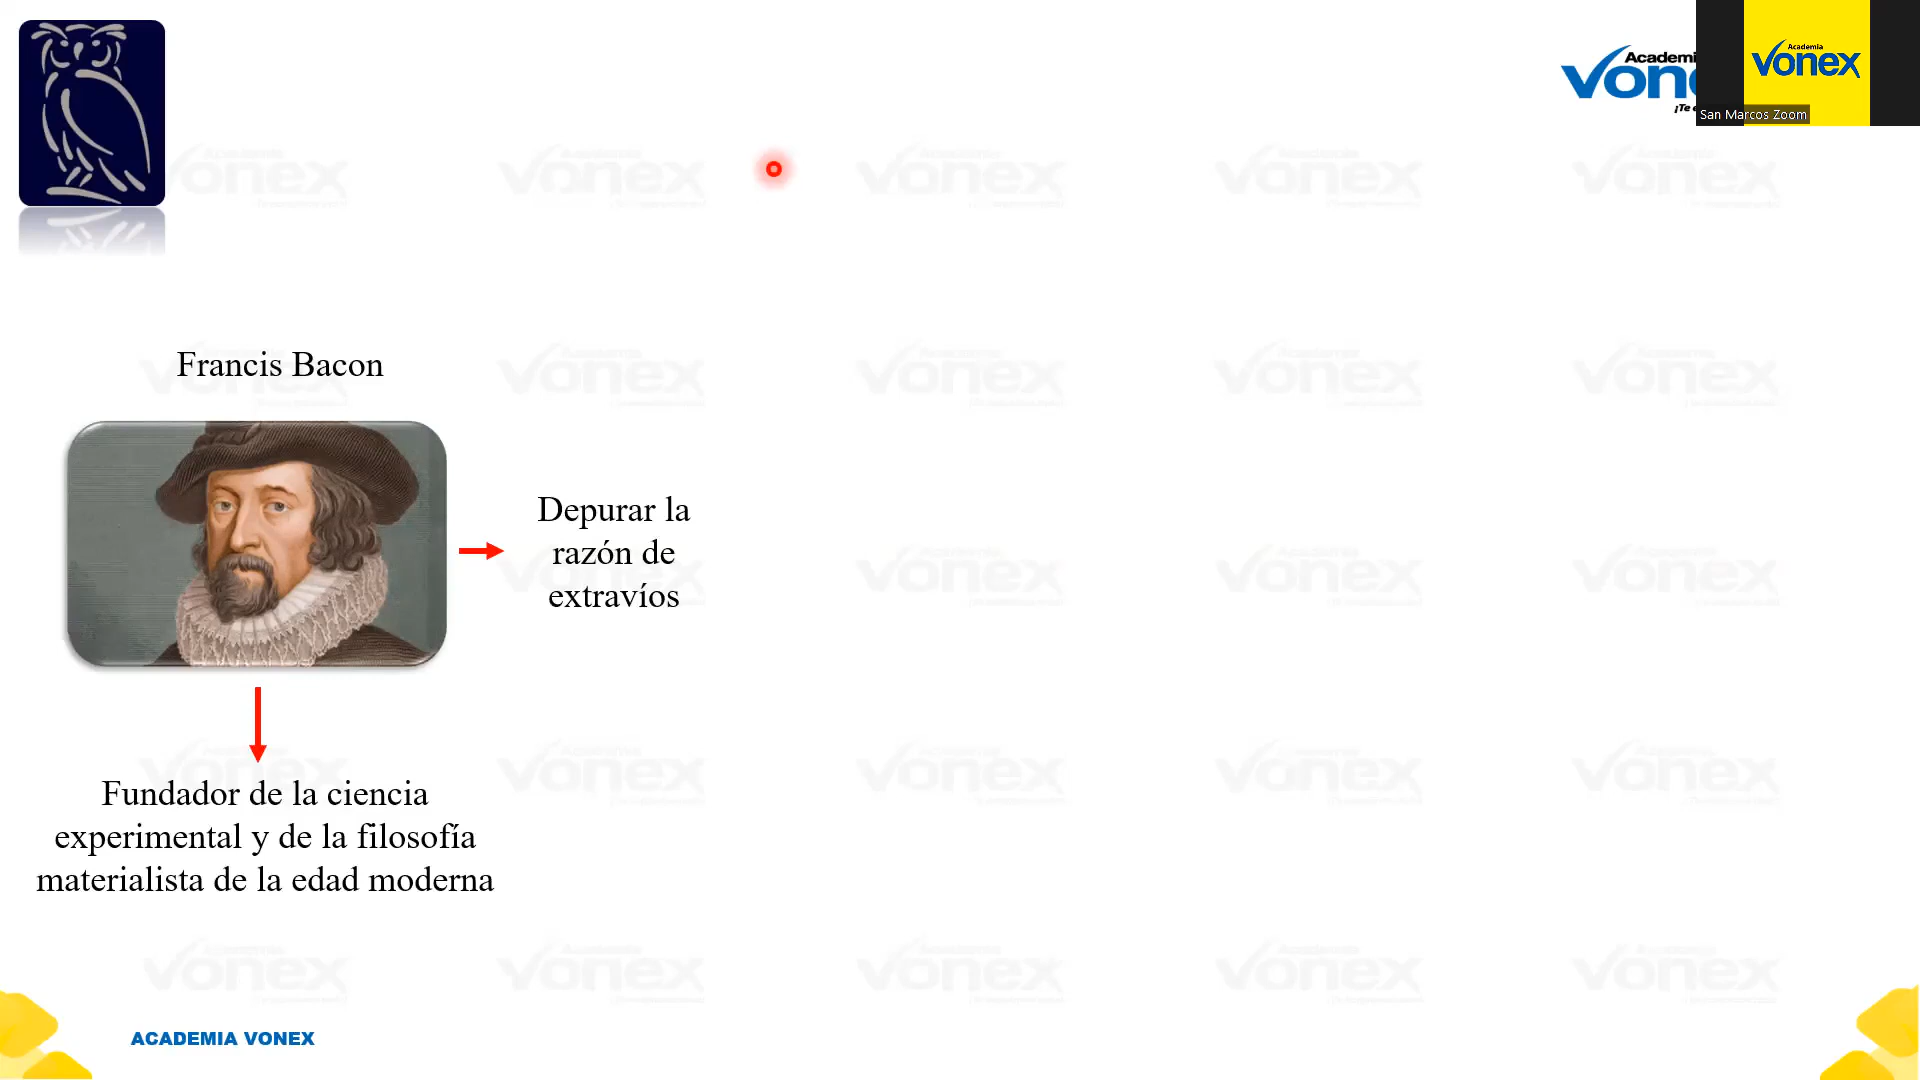 Academia
vonex
San Marcos Zoom
Francis Bacon
Depurar la
razón de
extravíos
Fundador de la ciencia
experimental y de la filosofía
materialista de la edad moderna
ACADEMIA VONEX